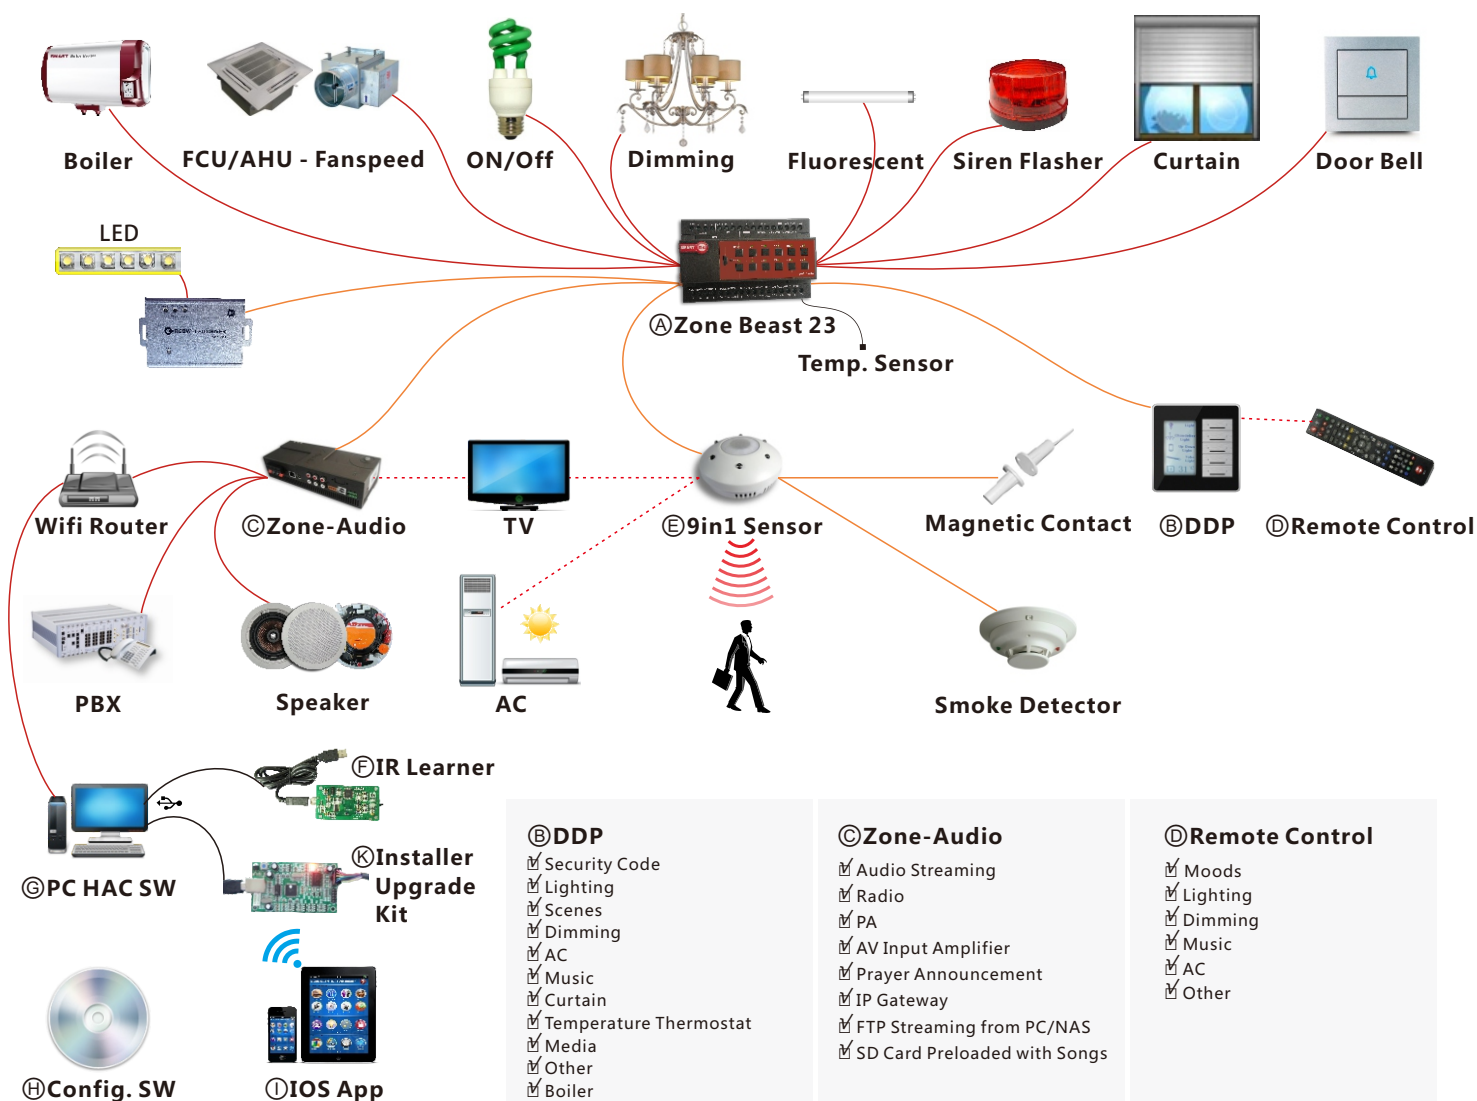 Boiler
FCU/AHU - Fanspeed
ON/Off
Dimming
Fluorescent
Siren Flasher
Curtain
Door Bell
LED
ⒶZone Beast 23
Temp. Sensor
Wifi Router
ⒸZone-Audio
TV
Ⓔ9in1 Sensor
Magnetic Contact
ⒷDDP
ⒹRemote Control
PBX
Speaker
AC
Smoke Detector
ⒻIR Learner
ⓀInstaller
Upgrade
Kit
ⒼPC HAC SW
ⒽConfig. SW
ⒾIOS App
ⒷDDP
Security Code
Lighting
Scenes
Dimming
AC
Music
Curtain
Temperature Thermostat
Media
Other
Boiler
ⒸZone-Audio
Audio Streaming
Radio
PA
AV Input Amplifier
Prayer Announcement
IP Gateway
FTP Streaming from PC/NAS
SD Card Preloaded with Songs
ⒹRemote Control
Moods
Lighting
Dimming
Music
AC
Other